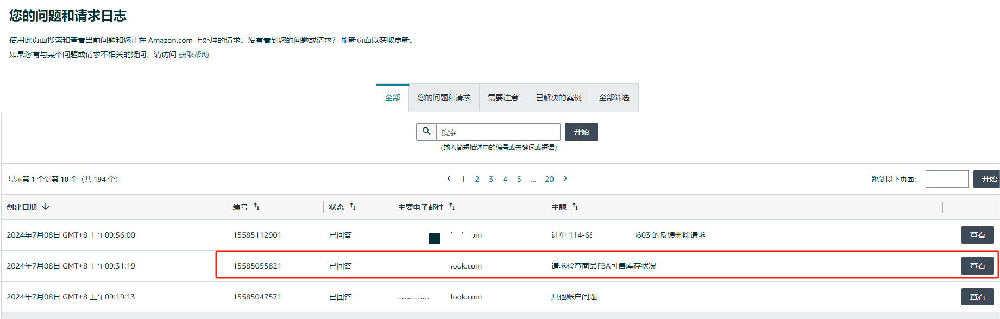 您的问题和请求日志
使用此页面搜索和查看当前问题和您正在 Amazon.com 上处理的请求。没有看到您的问题或请求？ 刷新页面以获取更新。
如果您有与某个问题或请求不相关的疑问，请访问 获取帮助
全部 您的问题和请求 需要注意 已解决的案例 全部筛选
搜索 开始
(输入简短描述中的编号或关键词或短语)
显示第 1 个到第 10 个（共 194 个） 1 2 3 4 5 ... 20 跳到以下页面： 开始
创建日期 编号 状态 主要电子邮件 主题
2024年7月08日 GMT+8 上午09:56:00 15585112901 已回答 om 订单 114-68 3603 的反馈删除请求 查看
2024年7月08日 GMT+8 上午09:31:19 15585055821 已回答 look.com 请求检查商品FBA可售库存状况 查看
2024年7月08日 GMT+8 上午09:19:13 15585047571 已回答 look.com 其他账户问题 查看